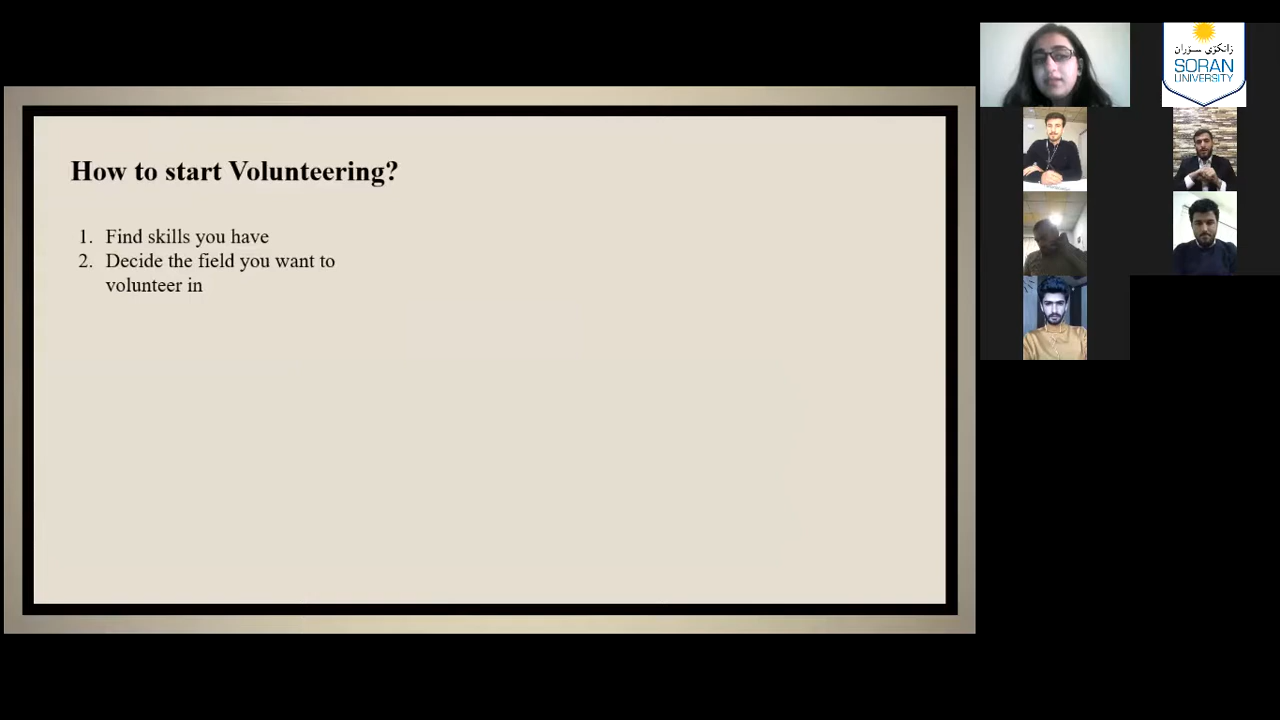 How to start Volunteering?
1. Find skills you have
2. Decide the field you want to
volunteer in
زانكۆی سۆران
SORAN
UNIVERSITY